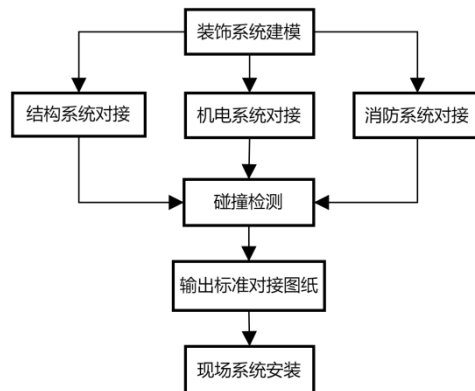 装饰系统建模
结构系统对接
机电系统对接
消防系统对接
碰撞检测
输出标准对接图纸
现场系统安装